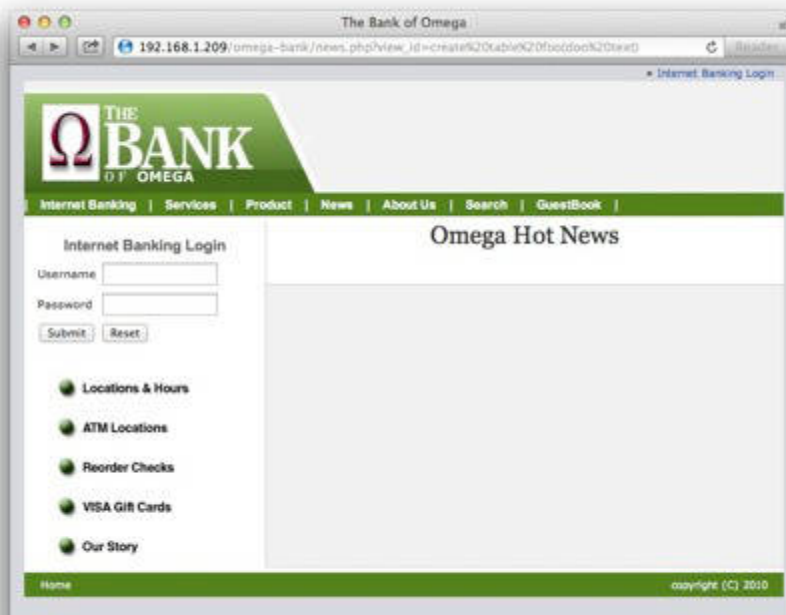 The Bank of Omega
192.168.1.209/omega-bank/news.php?view_id=create%20table%20foo(doo%20text)
Reader
Internet Banking Login
Ω THE
BANK
OF OMEGA
| Internet Banking | Services | Product | News | About Us | Search | GuestBook |
Internet Banking Login
Omega Hot News
Username
Password
Submit Reset
Locations & Hours
ATM Locations
Reorder Checks
VISA Gift Cards
Our Story
Home copyright (C) 2010